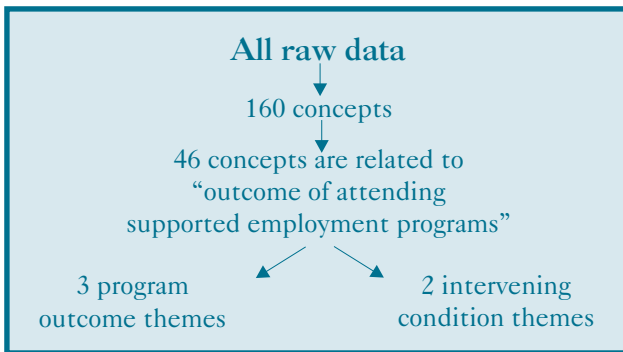 All raw data
160 concepts
46 concepts are related to
“outcome of attending
supported employment programs”
3 program
outcome themes
2 intervening
condition themes